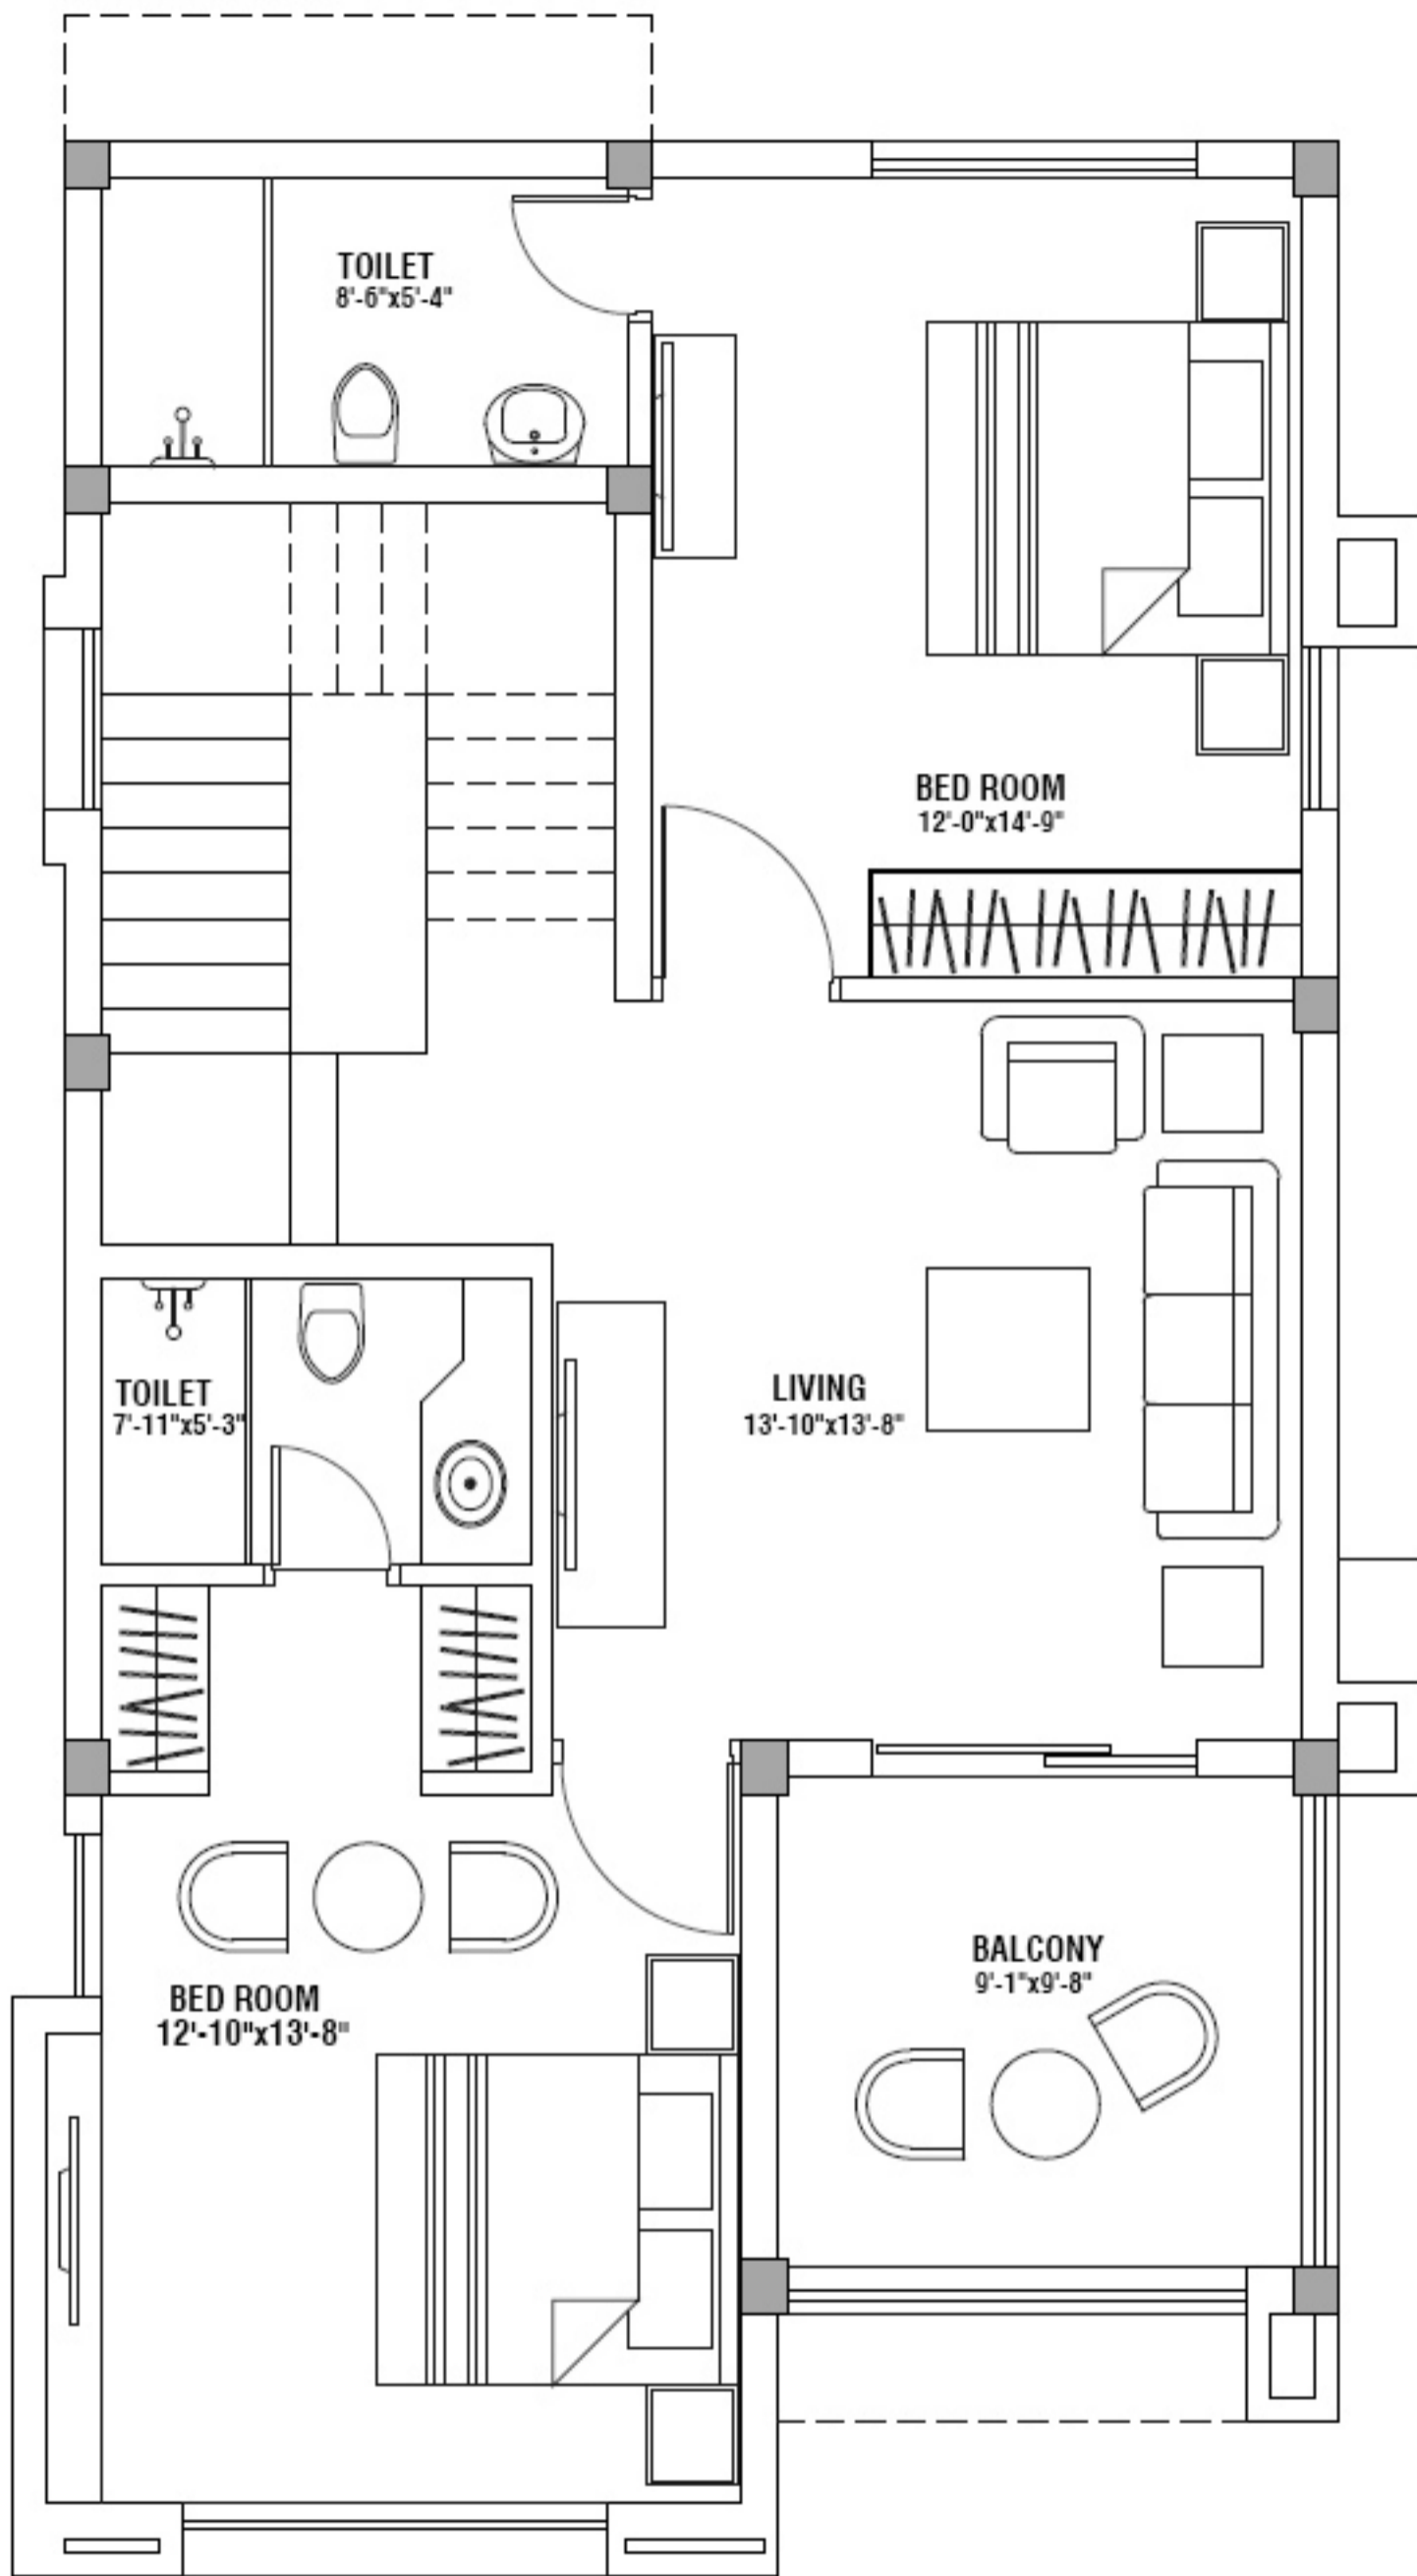 TOILET
8'-6"x5'-4"
BED ROOM
12'-0"x14'-9"
LIVING
13'-10"x13'-8"
TOILET
7'-11"x5'-3"
BALCONY
9'-1"x9'-8"
BED ROOM
12'-10"x13'-8"